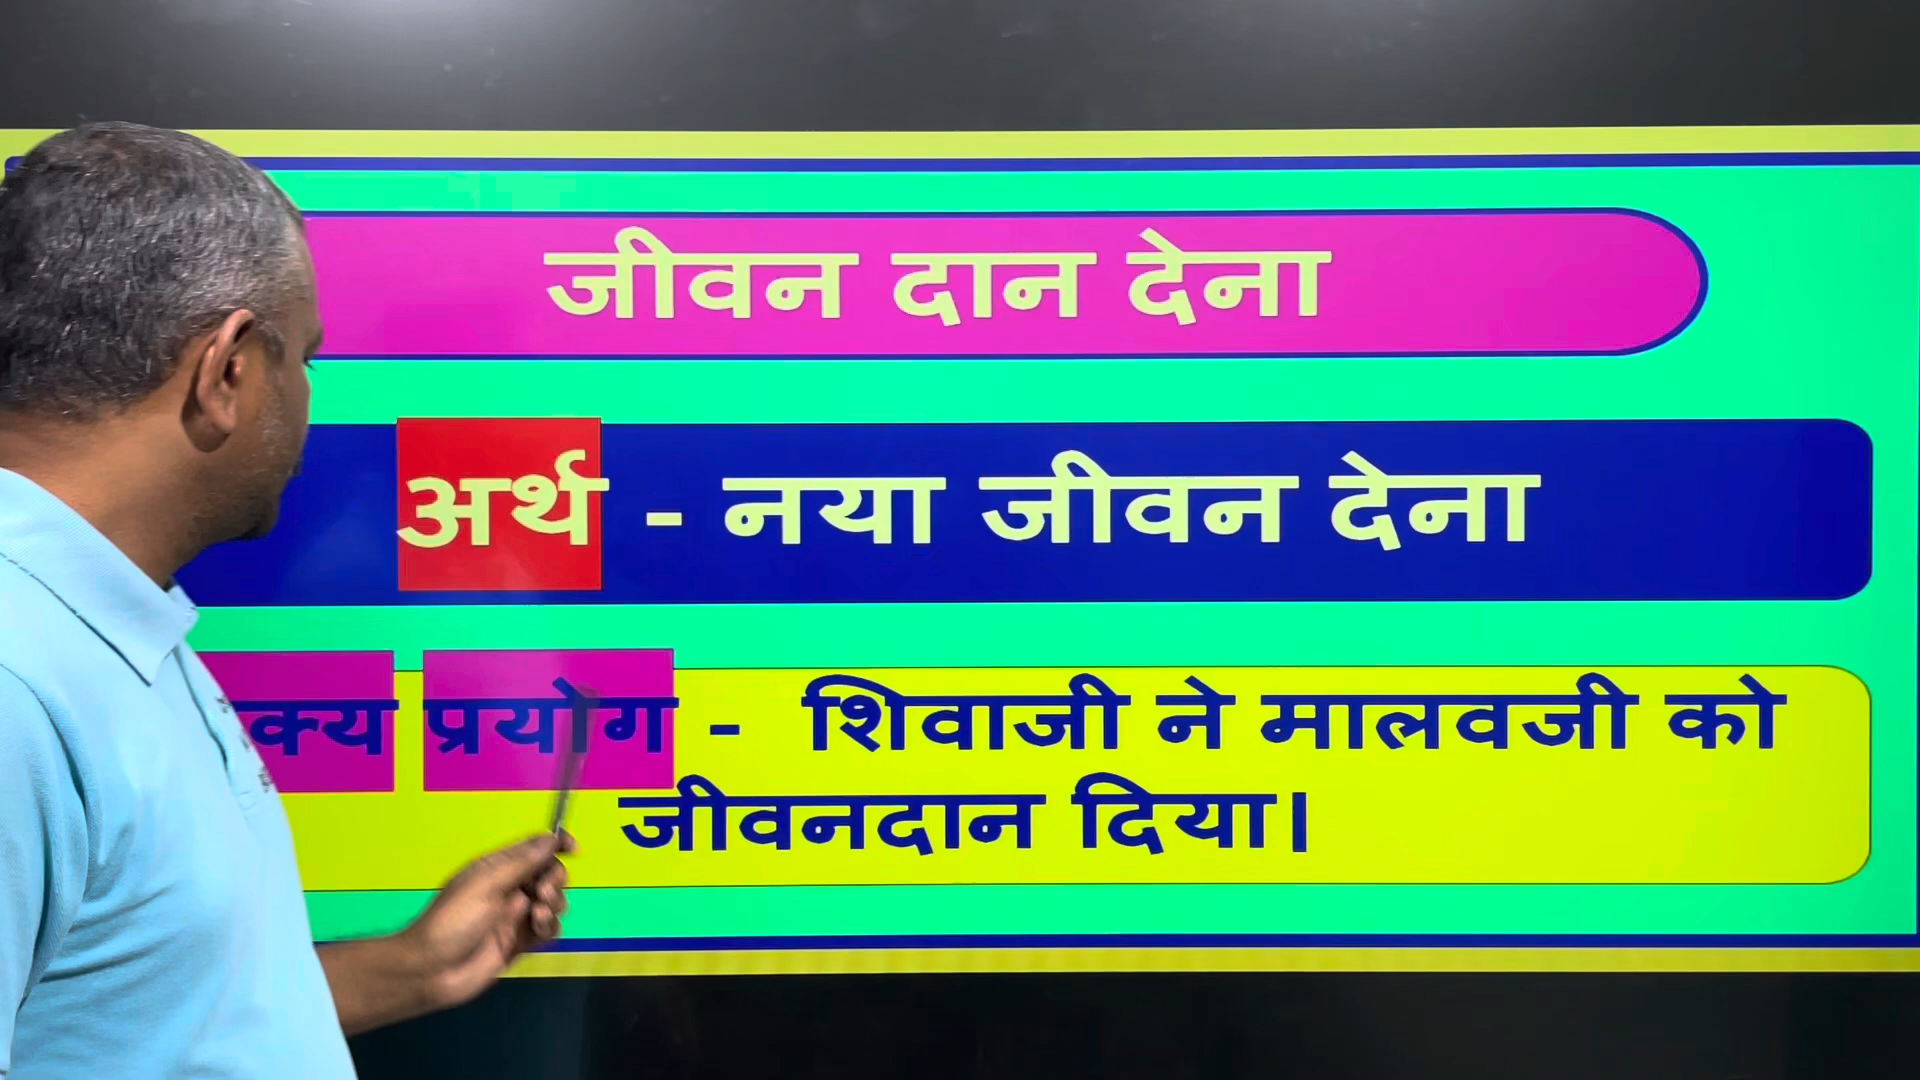 जीवन दान देना
अर्थ - नया जीवन देना
प्रयोग - शिवाजी ने मालवजी को
जीवनदान दिया।